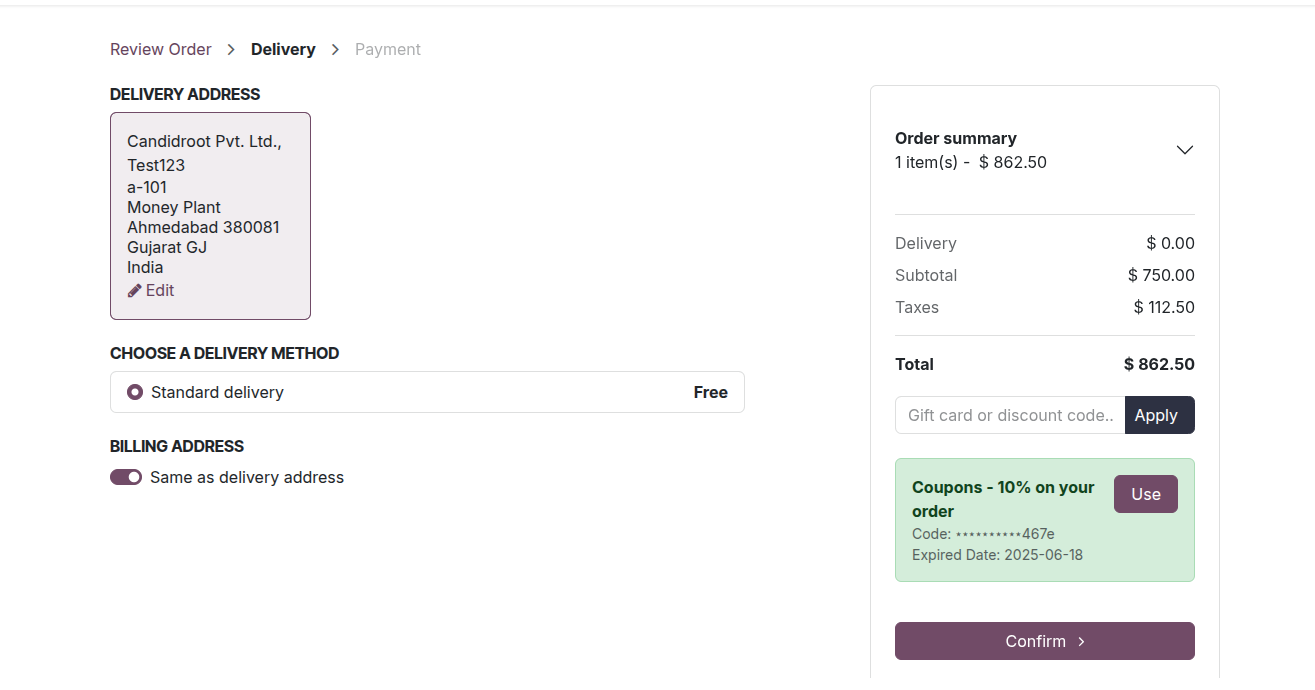 Review Order > Delivery > Payment
DELIVERY ADDRESS
Candidroot Pvt. Ltd.,
Test123
a-101
Money Plant
Ahmedabad 380081
Gujarat GJ
India
Edit
CHOOSE A DELIVERY METHOD
Standard delivery Free
BILLING ADDRESS
Same as delivery address
Order summary
1 item(s) - $ 862.50
Delivery $ 0.00
Subtotal $ 750.00
Taxes $ 112.50
Total $ 862.50
Gift card or discount code.. Apply
Coupons - 10% on your
order
Use
Code: **********467e
Expired Date: 2025-06-18
Confirm >